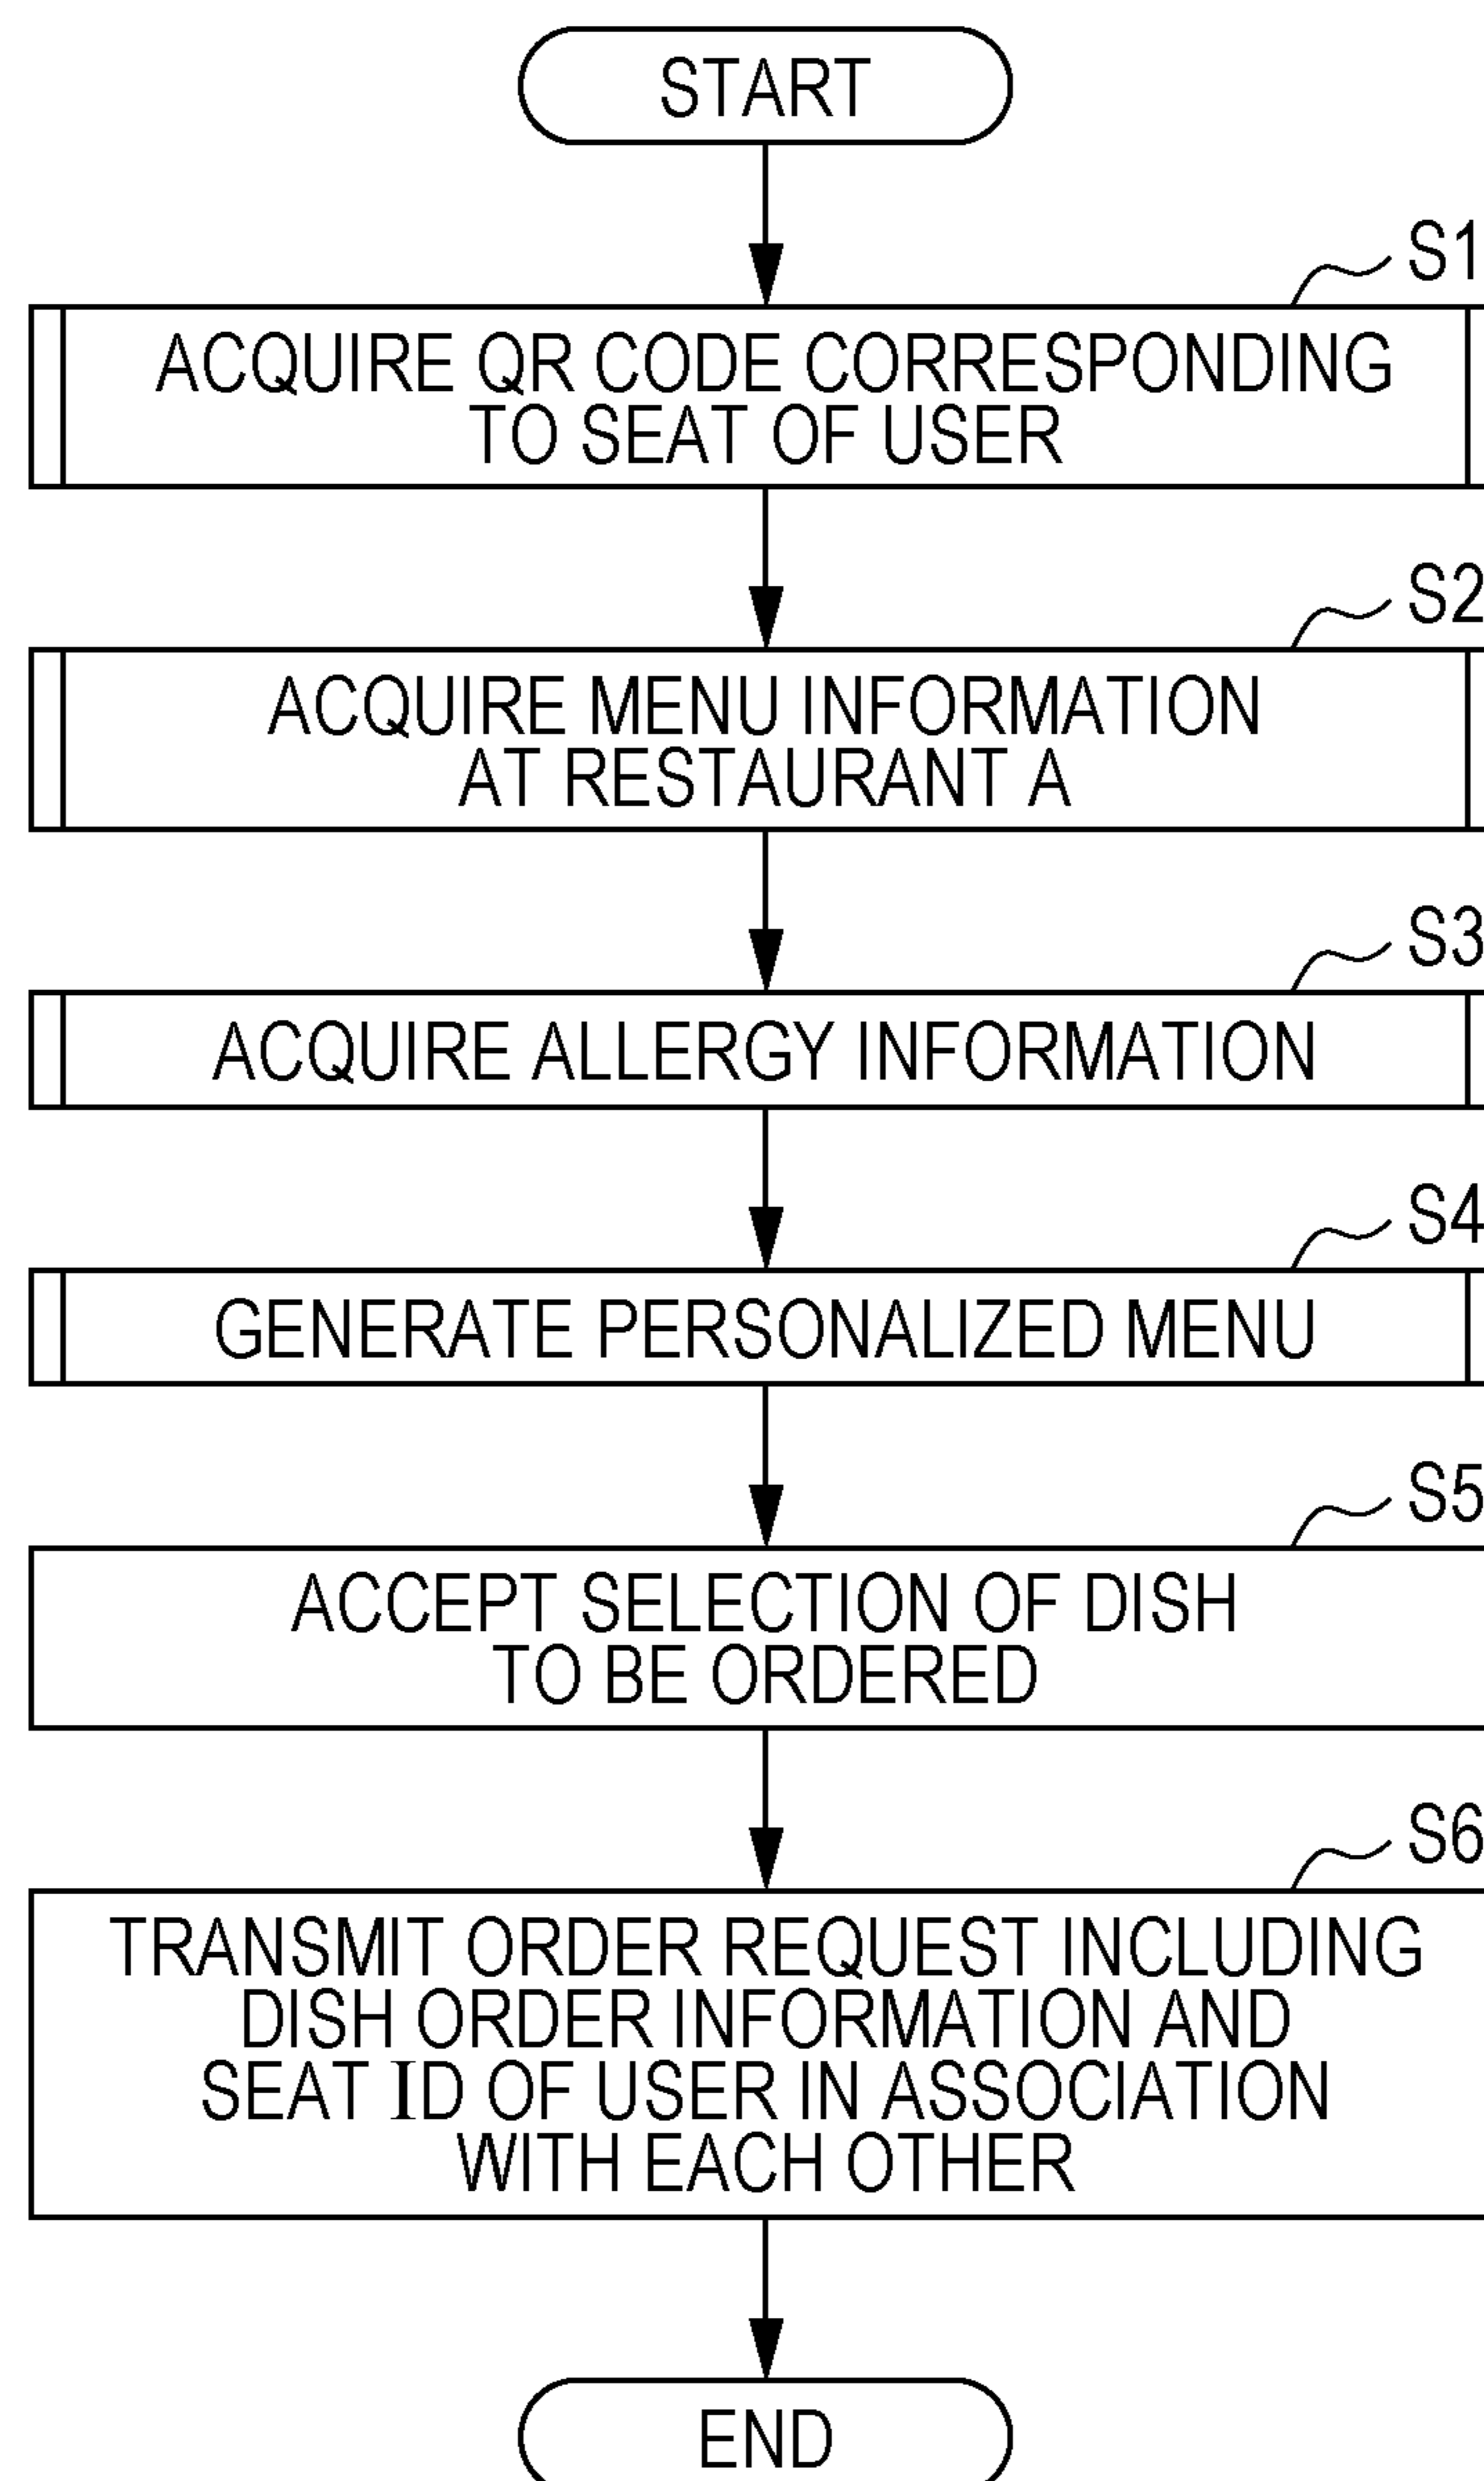 START
S1
ACQUIRE QR CODE CORRESPONDING
TO SEAT OF USER
S2
ACQUIRE MENU INFORMATION
AT RESTAURANT A
S3
ACQUIRE ALLERGY INFORMATION
S4
GENERATE PERSONALIZED MENU
S5
ACCEPT SELECTION OF DISH
TO BE ORDERED
S6
TRANSMIT ORDER REQUEST INCLUDING
DISH ORDER INFORMATION AND
SEAT ID OF USER IN ASSOCIATION
WITH EACH OTHER
END